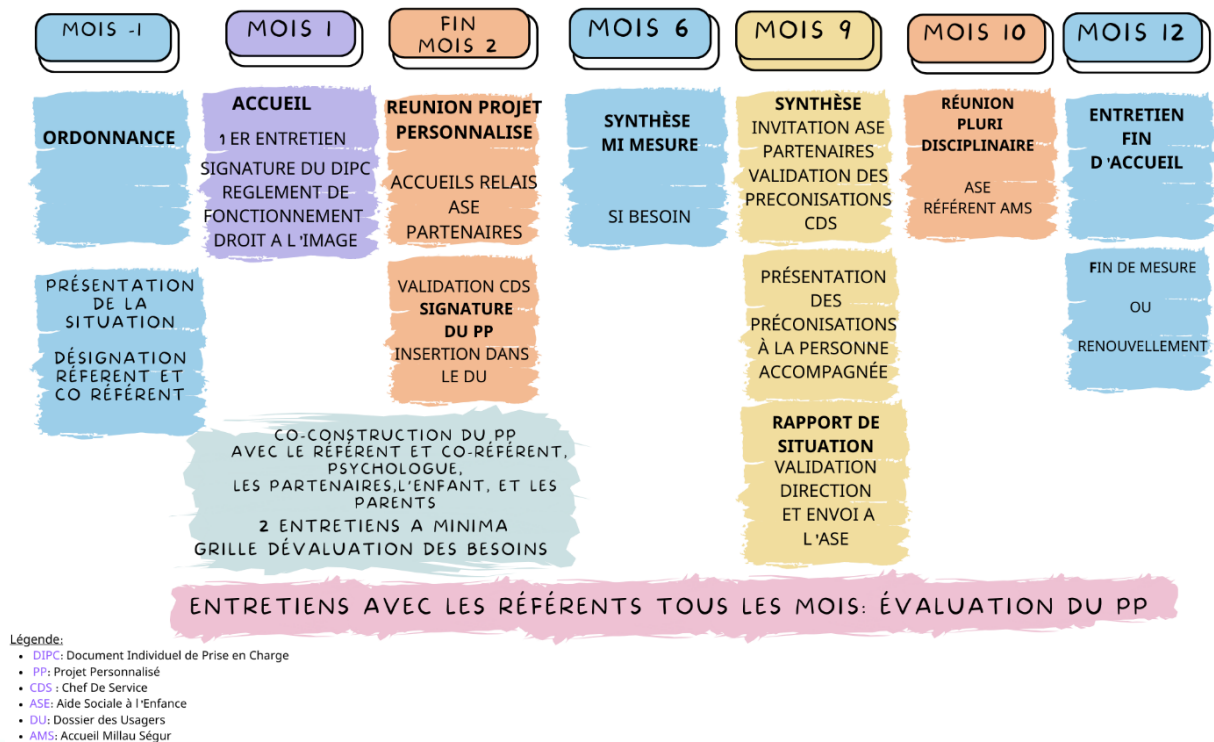 MOIS -1
MOIS 1
FIN
MOIS 2
MOIS 6
MOIS 9
MOIS 10
MOIS 12
ORDONNANCE
PRÉSENTATION
DE LA
SITUATION
DÉSIGNATION
RÉFERENT ET
CO RÉFÉRENT
ACCUEIL
1 ER ENTRETIEN
SIGNATURE DU DIPC
REGLEMENT DE
FONCTIONNEMENT
DROIT A L'IMAGE
REUNION PROJET
PERSONNALISE
ACCUEILS RELAIS
ASE
PARTENAIRES
VALIDATION CDS
SIGNATURE
DU PP
INSERTION DANS
LE DU
SYNTHÈSE
MI MESURE
SI BESOIN
SYNTHÈSE
INVITATION ASE
PARTENAIRES
VALIDATION DES
PRECONISATIONS
CDS
PRÉSENTATION
DES
PRÉCONISATIONS
À LA PERSONNE
ACCOMPAGNÉE
RAPPORT DE
SITUATION
VALIDATION
DIRECTION
ET ENVOI A
L'ASE
RÉUNION
PLURI
DISCIPLINAIRE
ASE
RÉFÉRENT AMS
ENTRETIEN
FIN
D'ACCUEIL
FIN DE MESURE
OU
RENOUVELLEMENT
CO-CONSTRUCTION DU PP
AVEC LE RÉFÉRENT ET CO-RÉFÉRENT,
PSYCHOLOGUE,
LES PARTENAIRES,L'ENFANT, ET LES
PARENTS
2 ENTRETIENS A MINIMA
GRILLE DÉVALUATION DES BESOINS
ENTRETIENS AVEC LES RÉFÉRENTS TOUS LES MOIS: ÉVALUATION DU PP
Légende:
• DIPC: Document Individuel de Prise en Charge
• PP: Projet Personnalisé
• CDS : Chef De Service
• ASE: Aide Sociale à l'Enfance
• DU: Dossier des Usagers
• AMS: Accueil Millau Ségur